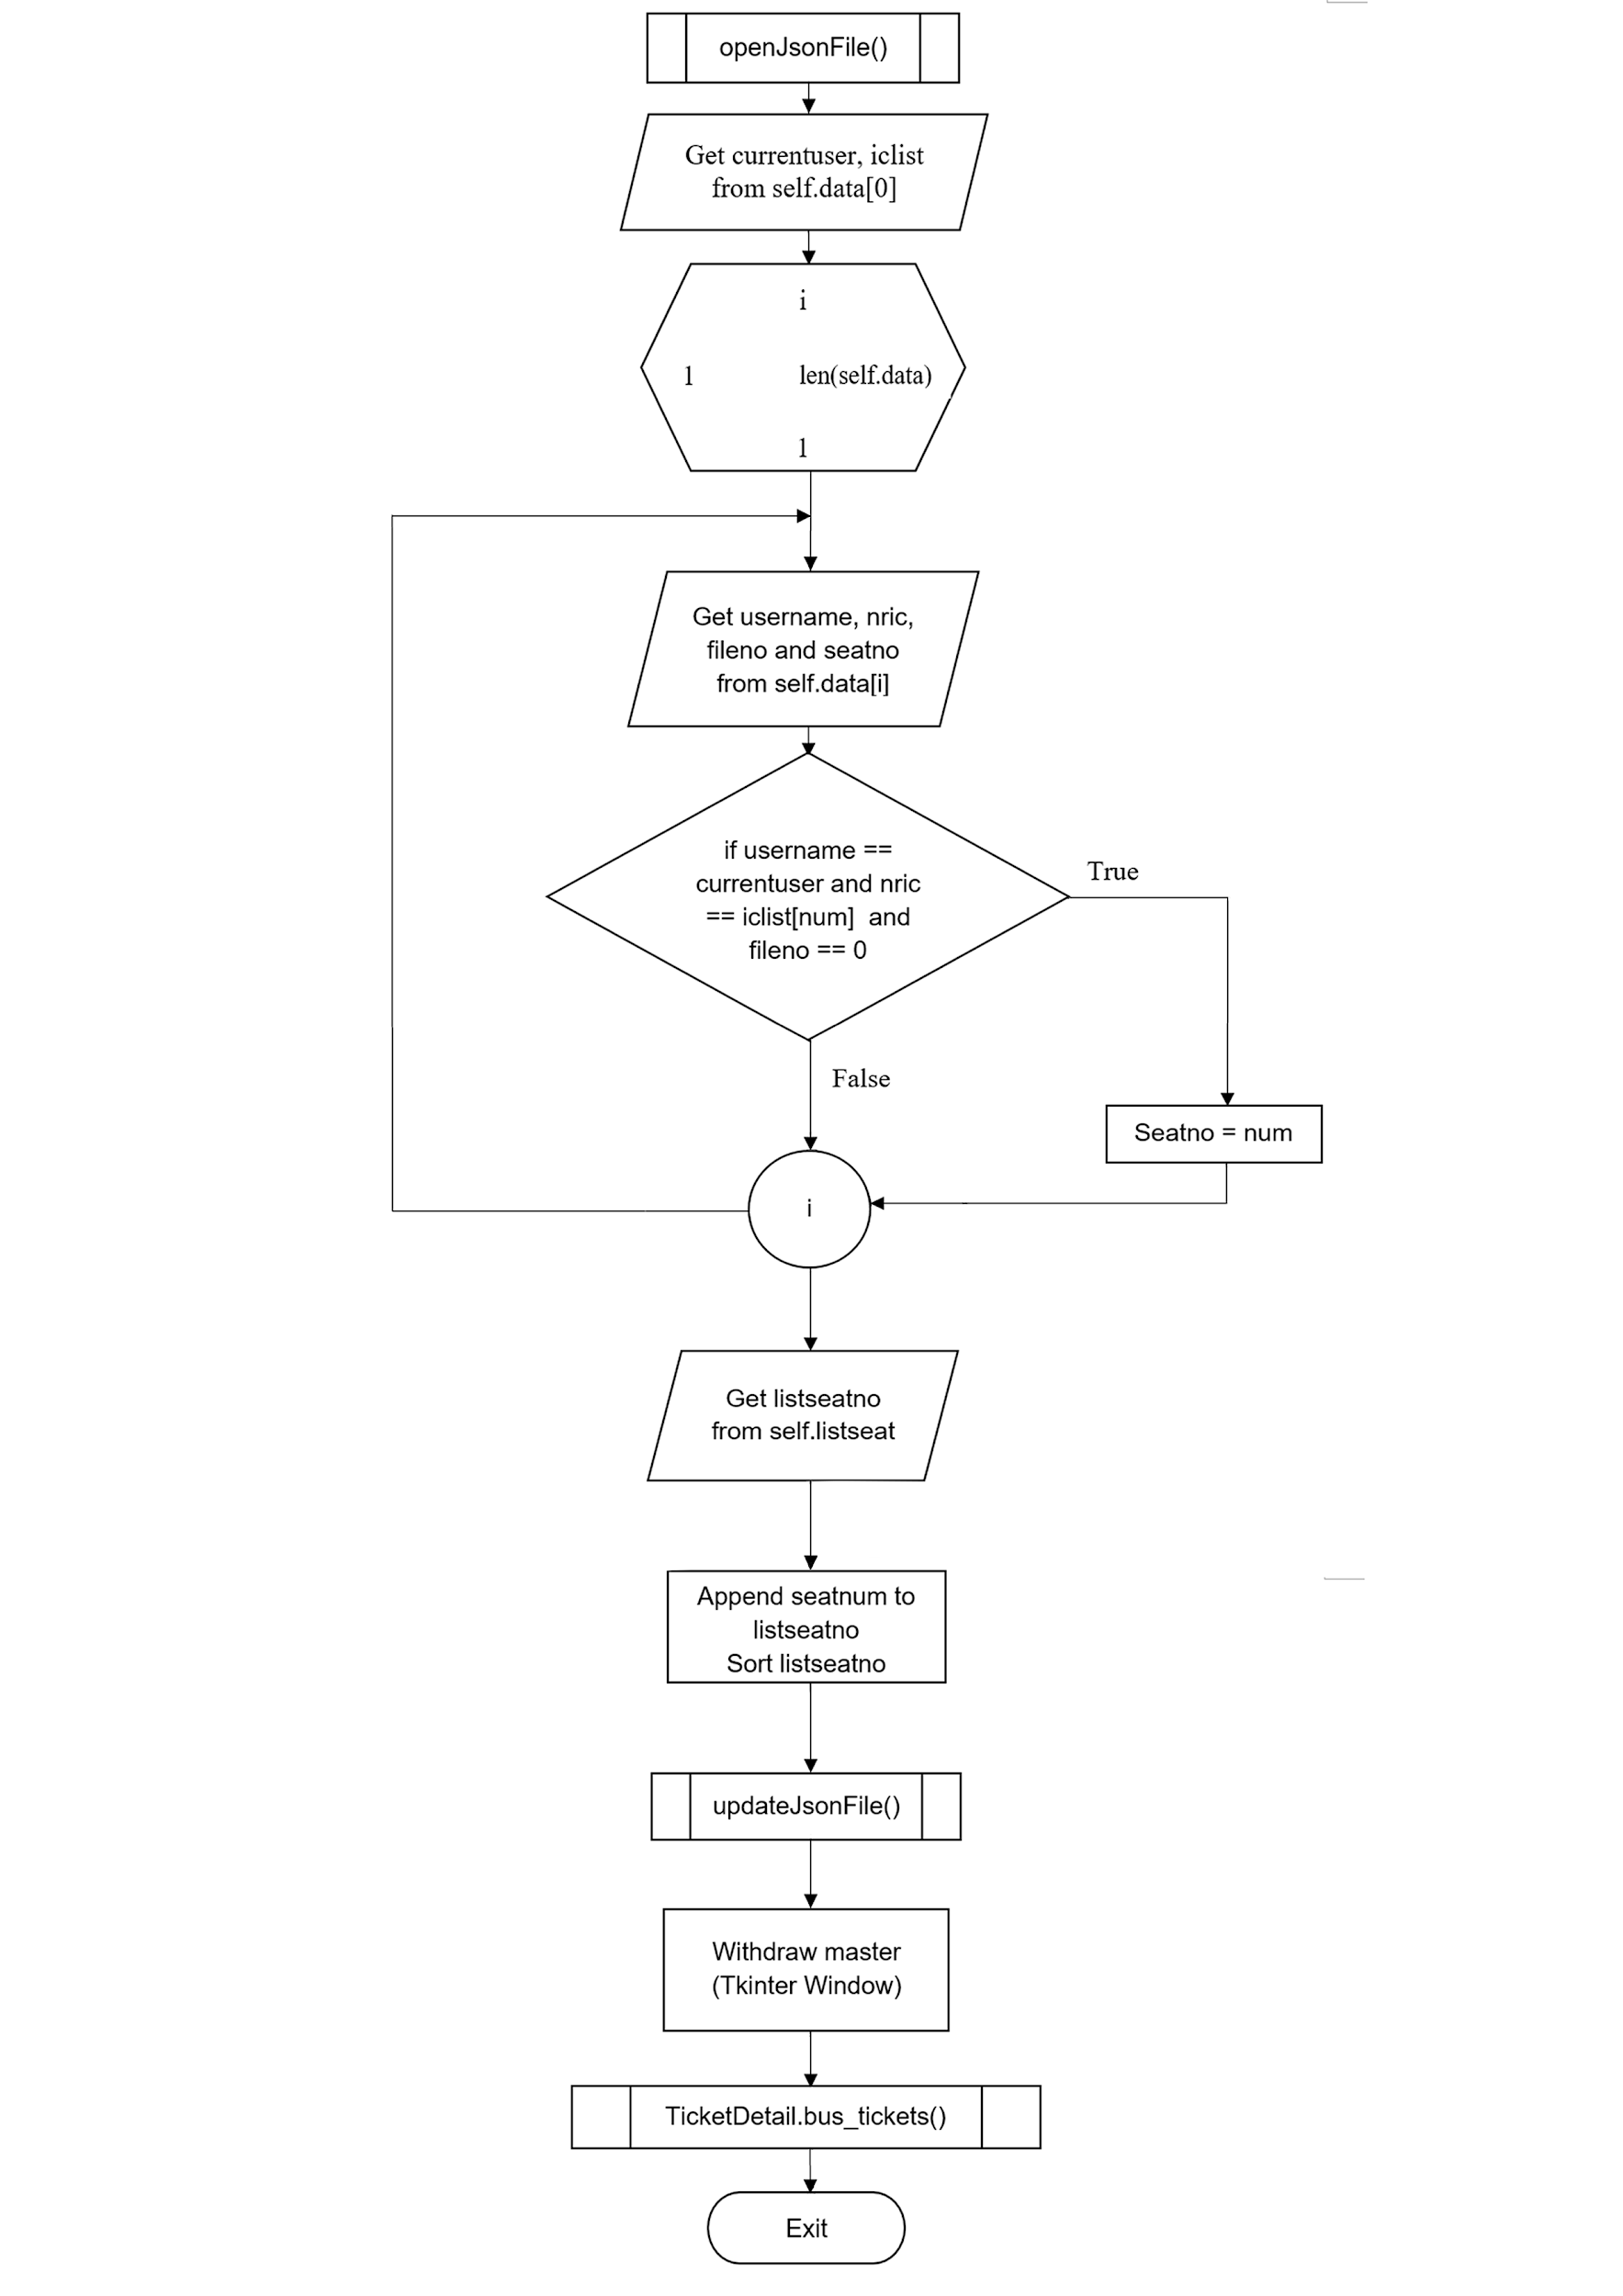 openJsonFile()
Get currentuser, iclist
from self.data[0]
i
1 len(self.data)
1
Get username, nric,
fileno and seatno
from self.data[i]
if username ==
currentuser and nric
== iclist[num] and
fileno == 0
True
False
Seatno = num
i
Get listseatno
from self.listseat
Append seatnum to
listseatno
Sort listseatno
updateJsonFile()
Withdraw master
(Tkinter Window)
TicketDetail.bus_tickets()
Exit